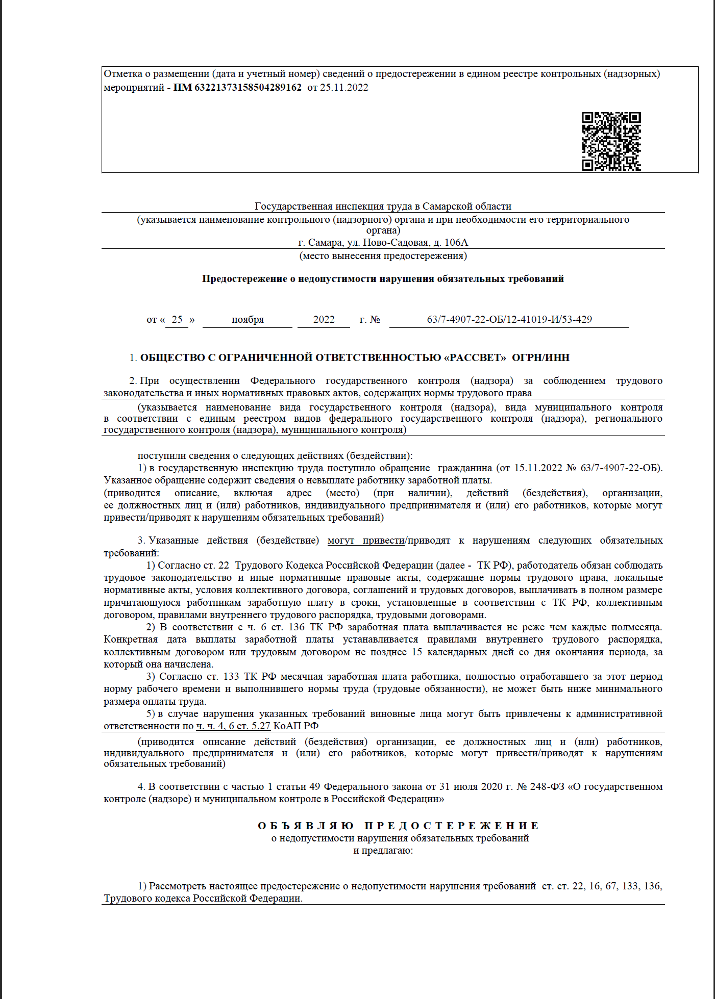 Отметка о размещении (дата и учетный номер) сведений о предостережении в едином реестре контрольных (надзорных)
мероприятий - ПМ 63221373158504289162 от 25.11.2022
Государственная инспекция труда в Самарской области
(указывается наименование контрольного (надзорного) органа и при необходимости его территориального
органа)
г. Самара, ул. Ново-Садовая, д. 106А
(место вынесения предостережения)
Предостережение о недопустимости нарушения обязательных требований
от « 25 » ноября 2022 г. № 63/7-4907-22-ОБ/12-41019-И/53-429
1. ОБЩЕСТВО С ОГРАНИЧЕННОЙ ОТВЕТСТВЕННОСТЬЮ «РАССВЕТ» ОГРН/ИНН
2. При осуществлении Федерального государственного контроля (надзора) за соблюдением трудового
законодательства и иных нормативных правовых актов, содержащих нормы трудового права
(указывается наименование вида государственного контроля (надзора), вида муниципального контроля
в соответствии с единым реестром видов федерального государственного контроля (надзора), регионального
государственного контроля (надзора), муниципального контроля)
поступили сведения о следующих действиях (бездействии):
1) в государственную инспекцию труда поступило обращение гражданина (от 15.11.2022 № 63/7-4907-22-ОБ).
Указанное обращение содержит сведения о невыплате работнику заработной платы.
(приводится описание, включая адрес (место) (при наличии), действий (бездействия), организации,
ее должностных лиц и (или) работников, индивидуального предпринимателя и (или) его работников, которые могут
привести/приводят к нарушениям обязательных требований)
3. Указанные действия (бездействие) могут привести/приводят к нарушениям следующих обязательных
требований:
1) Согласно ст. 22 Трудового Кодекса Российской Федерации (далее - ТК РФ), работодатель обязан соблюдать
трудовое законодательство и иные нормативные правовые акты, содержащие нормы трудового права, локальные
нормативные акты, условия коллективного договора, соглашений и трудовых договоров, выплачивать в полном размере
причитающуюся работникам заработную плату в сроки, установленные в соответствии с ТК РФ, коллективным
договором, правилами внутреннего трудового распорядка, трудовыми договорами.
2) В соответствии с ч. 6 ст. 136 ТК РФ заработная плата выплачивается не реже чем каждые полмесяца.
Конкретная дата выплаты заработной платы устанавливается правилами внутреннего трудового распорядка,
коллективным договором или трудовым договором не позднее 15 календарных дней со дня окончания периода, за
который она начислена.
3) Согласно ст. 133 ТК РФ месячная заработная плата работника, полностью отработавшего за этот период
норму рабочего времени и выполнившего нормы труда (трудовые обязанности), не может быть ниже минимального
размера оплаты труда.
5) в случае нарушения указанных требований виновные лица могут быть привлечены к административной
ответственности по ч. ч. 4, 6 ст. 5.27 КоАП РФ
(приводится описание действий (бездействия) организации, ее должностных лиц и (или) работников,
индивидуального предпринимателя и (или) его работников, которые могут привести/приводят к нарушениям
обязательных требований)
4. В соответствии с частью 1 статьи 49 Федерального закона от 31 июля 2020 г. № 248-ФЗ «О государственном
контроле (надзоре) и муниципальном контроле в Российской Федерации»
ОБЪЯВЛЯЮ ПРЕДОСТЕРЕЖЕНИЕ
о недопустимости нарушения обязательных требований
и предлагаю:
1) Рассмотреть настоящее предостережение о недопустимости нарушения требований ст. ст. 22, 16, 67, 133, 136,
Трудового кодекса Российской Федерации.